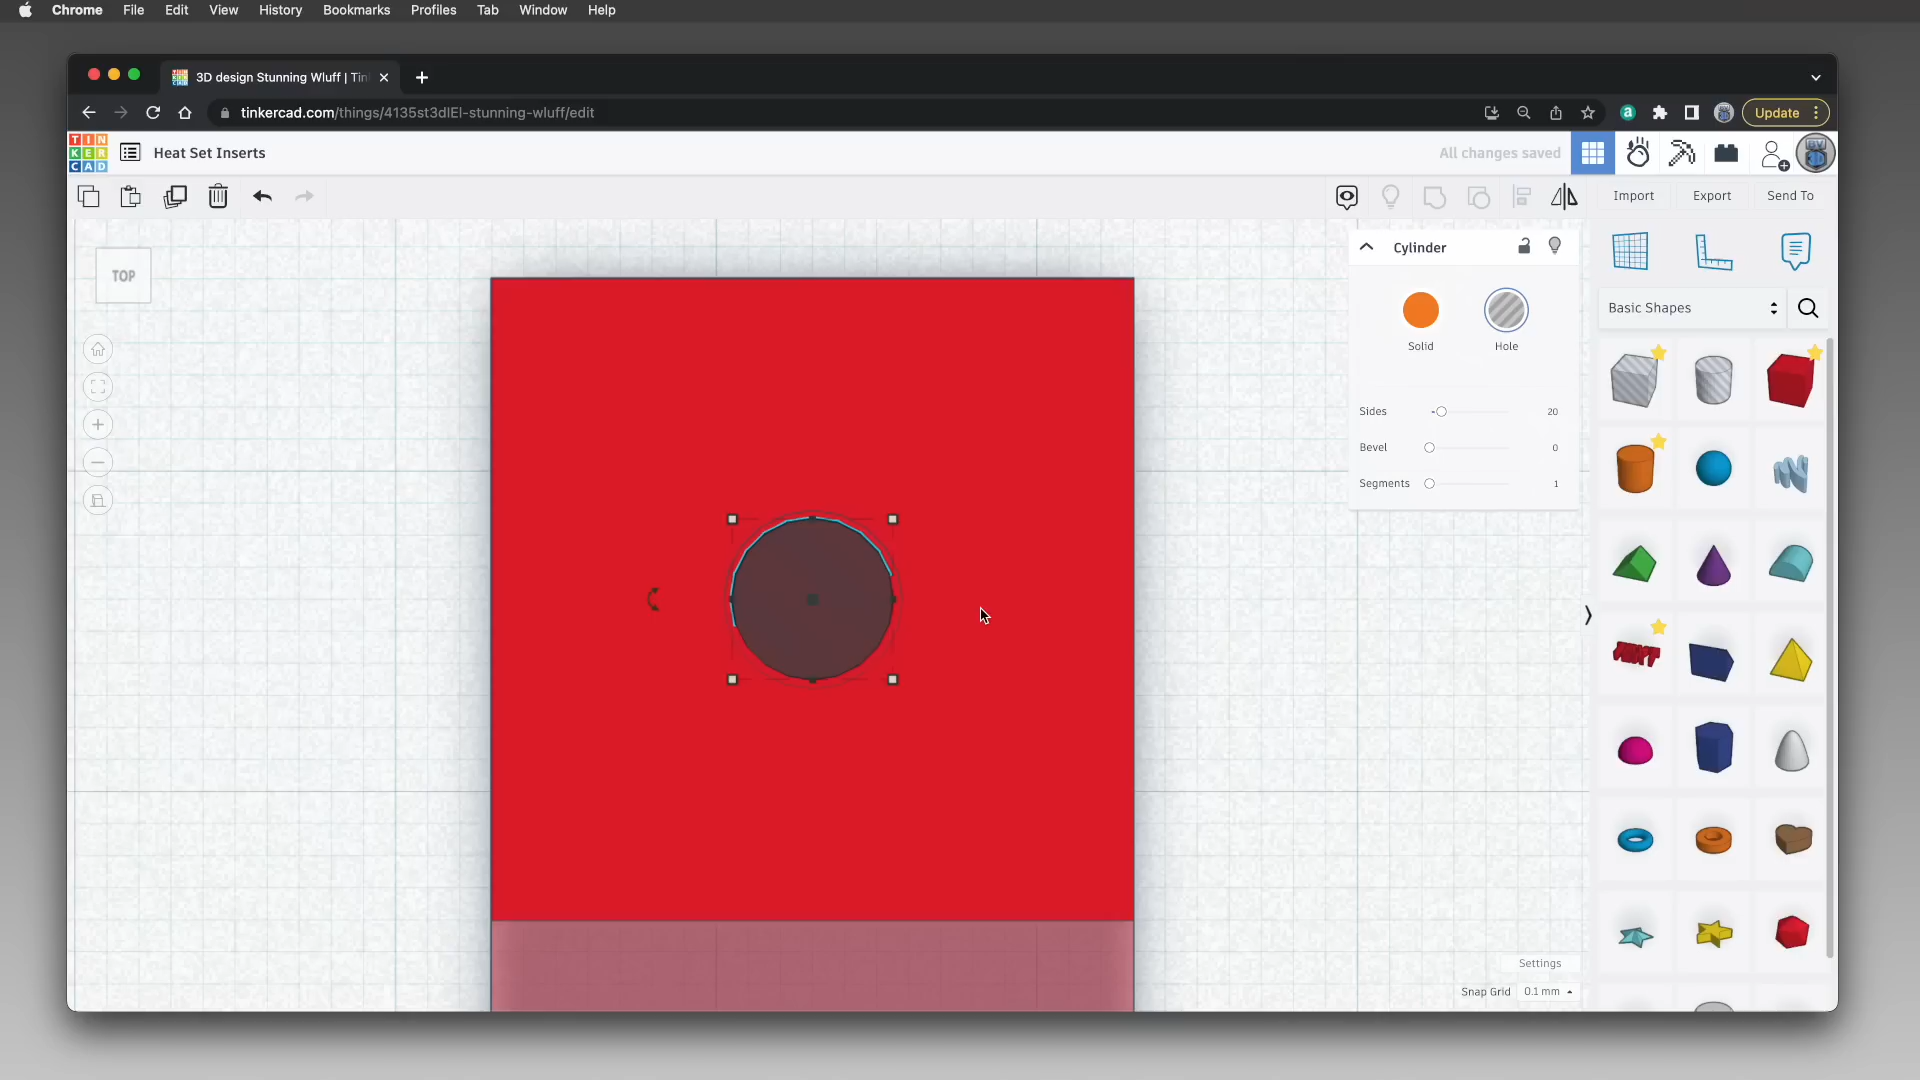 Chrome File Edit View History Bookmarks Profiles Tab Window Help
3D design Stunning Wluff | Tin
tinkercad.com/things/4135st3dlEI-stunning-wluff/edit
Update
TIN
KER
CAD
Heat Set Inserts
All changes saved
Import Export Send To
TOP
Cylinder
Solid Hole
Sides 20
Bevel 0
Segments 1
Basic Shapes
TEXT
Settings
Snap Grid 0.1 mm